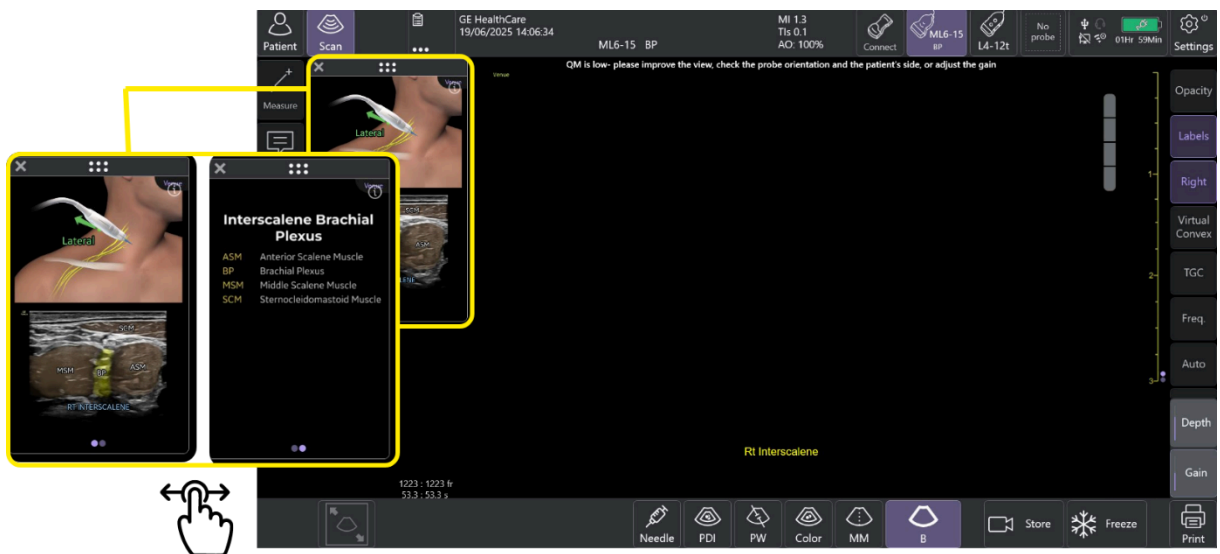 GE HealthCare
19/06/2025 14:06:34
ML6-15 BP
MI 1.3
TIs 0.1
AO: 100%
Patient
Scan
Connect
ML6-15
BP
L4-12t
No
probe
01Hr 59Min
Settings
QM is low- please improve the view, check the probe orientation and the patient's side, or adjust the gain
Venue
Measure
Lateral
SCM
ASM
1
2
3
Opacity
Labels
Right
Virtual
Convex
TGC
Freq.
Auto
Depth
Gain
Lateral
SCM
MSM
BP
ASM
RT INTERSCALENE
Interscalene Brachial
Plexus
ASM Anterior Scalene Muscle
BP Brachial Plexus
MSM Middle Scalene Muscle
SCM Sternocleidomastoid Muscle
Rt Interscalene
1223 : 1223 fr
53.3 : 53.3 s
Needle
PDI
PW
Color
MM
B
Store
Freeze
Print